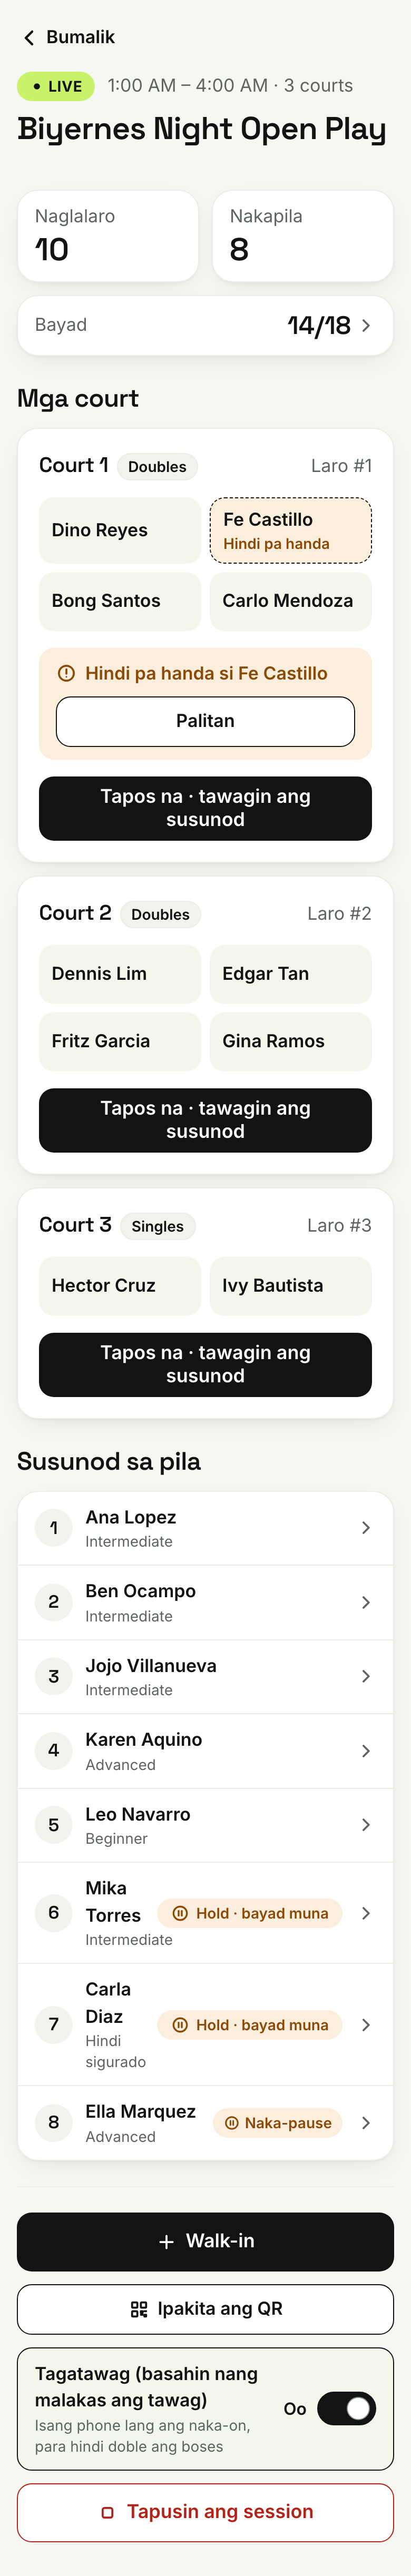 Bumalik
LIVE 1:00 AM – 4:00 AM · 3 courts
Biyernes Night Open Play
Naglalaro
10
Nakapila
8
Bayad 14/18
Mga court
Court 1 Doubles Laro #1
Dino Reyes
Fe Castillo
Hindi pa handa
Bong Santos
Carlo Mendoza
Hindi pa handa si Fe Castillo
Palitan
Tapos na · tawagin ang
susunod
Court 2 Doubles Laro #2
Dennis Lim
Edgar Tan
Fritz Garcia
Gina Ramos
Tapos na · tawagin ang
susunod
Court 3 Singles Laro #3
Hector Cruz
Ivy Bautista
Tapos na · tawagin ang
susunod
Susunod sa pila
1
Ana Lopez
Intermediate
2
Ben Ocampo
Intermediate
3
Jojo Villanueva
Intermediate
4
Karen Aquino
Advanced
5
Leo Navarro
Beginner
6
Mika
Torres
Intermediate
Hold · bayad muna
7
Carla
Diaz
Hindi
sigurado
Hold · bayad muna
8
Ella Marquez
Advanced
Naka-pause
Walk-in
Ipakita ang QR
Tagatawag (basahin nang
malakas ang tawag)
Isang phone lang ang naka-on,
para hindi doble ang boses
Oo
Tapusin ang session